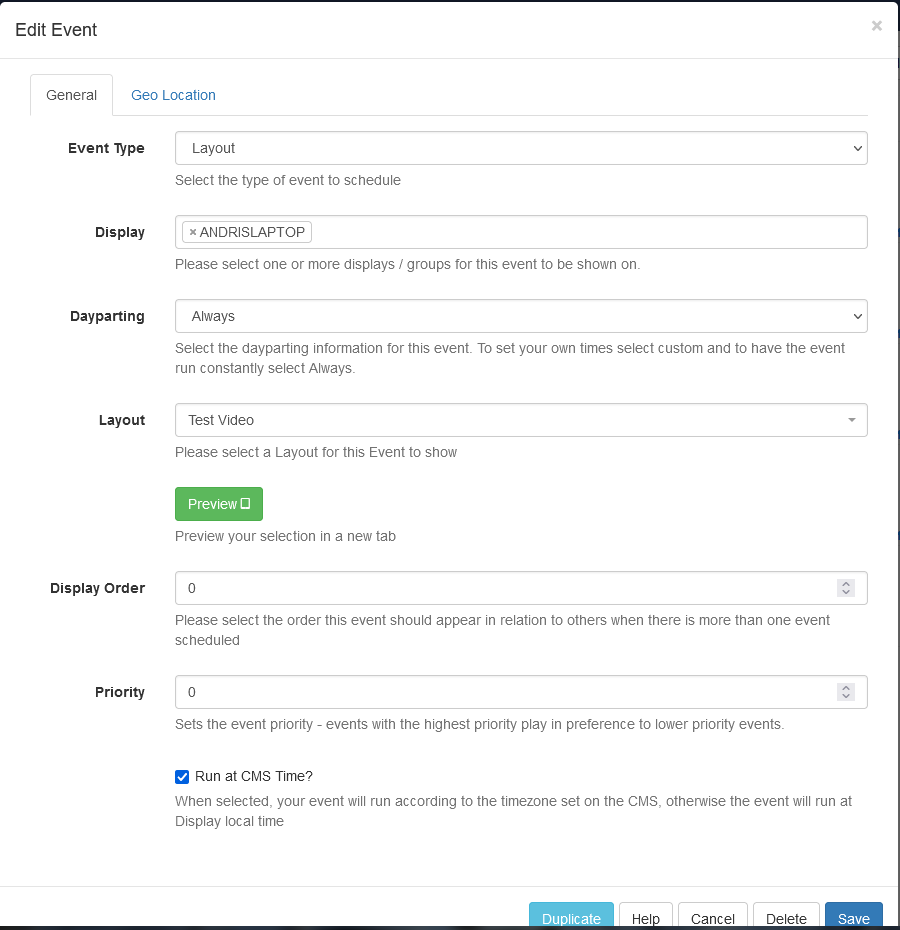 Edit Event
×
General
Geo Location
Event Type
Layout
Select the type of event to schedule
Display
× ANDRISLAPTOP
Please select one or more displays / groups for this event to be shown on.
Dayparting
Always
Select the dayparting information for this event. To set your own times select custom and to have the event
run constantly select Always.
Layout
Test Video
Please select a Layout for this Event to show
Preview
Preview your selection in a new tab
Display Order
0
Please select the order this event should appear in relation to others when there is more than one event
scheduled
Priority
0
Sets the event priority - events with the highest priority play in preference to lower priority events.
Run at CMS Time?
When selected, your event will run according to the timezone set on the CMS, otherwise the event will run at
Display local time
Duplicate
Help
Cancel
Delete
Save